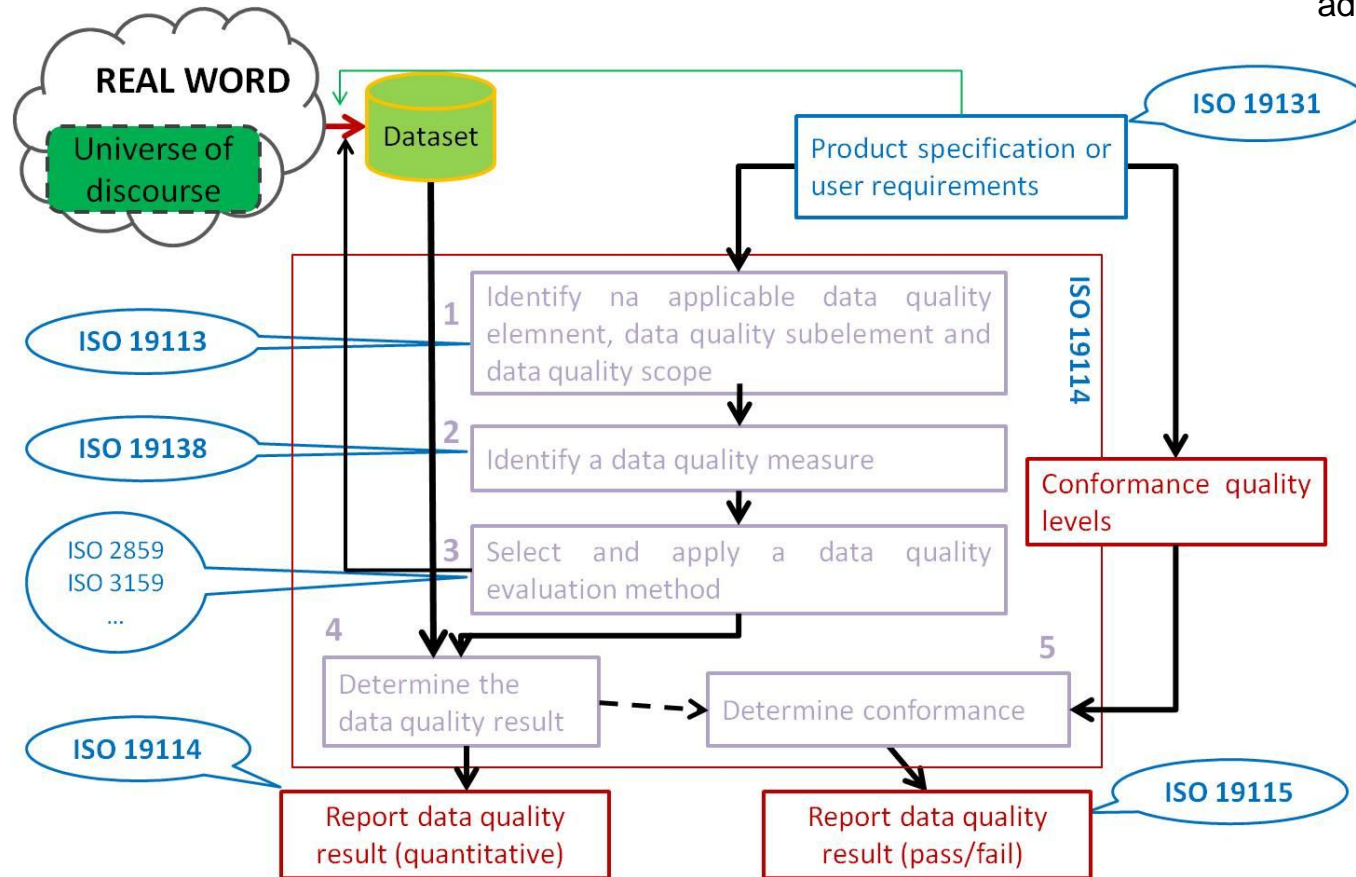 ad
REAL WORD
Universe of
discourse
Dataset
ISO 19131
Product specification or
user requirements
ISO 19114
1
Identify na applicable data quality
elemnent, data quality subelement and
data quality scope
ISO 19113
2
Identify a data quality measure
ISO 19138
Conformance quality
levels
3
Select and apply a data quality
evaluation method
ISO 2859
ISO 3159
...
4
Determine the
data quality result
5
Determine conformance
ISO 19114
ISO 19115
Report data quality
result (quantitative)
Report data quality
result (pass/fail)